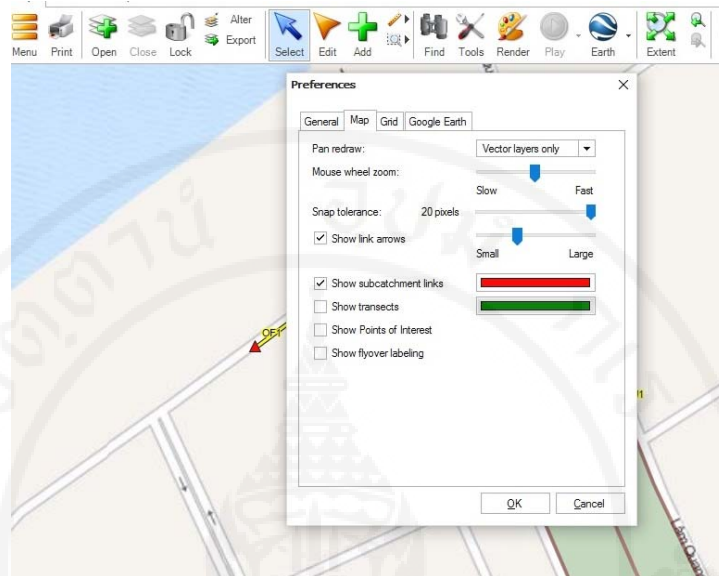 Alter
Export
Menu Print Open Close Lock Select Edit Add Find Tools Render Play Earth Extent
Preferences
General Map Grid Google Earth
Pan redraw: Vector layers only
Mouse wheel zoom:
Slow Fast
Snap tolerance: 20 pixels
Show link arrows
Small Large
Show subcatchment links
Show transects
Show Points of Interest
Show flyover labeling
OF1
OK Cancel